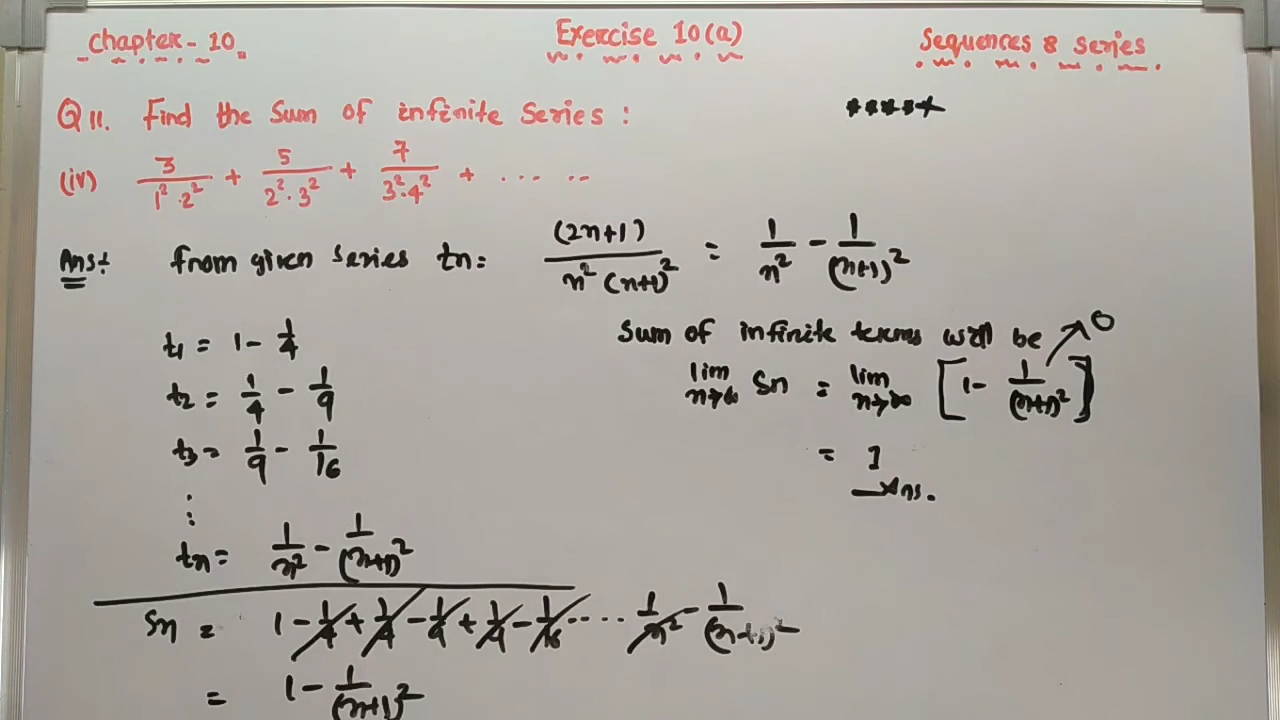 Chapter - 10. Exercise 10(a) Sequences & Series
Q 11. Find the Sum of infinite Series : *****
(iv) 3/(1²·2²) + 5/(2²·3²) + 7/(3²·4²) + .... ..
Ans: from given series tn = (2n+1)/(n²(n+1)²) = 1/n² - 1/(n+1)²
t1 = 1 - 1/4
t2 = 1/4 - 1/9
t3 = 1/9 - 1/16
⋮
tn = 1/n² - 1/(n+1)²
Sn = 1 - 1/4 + 1/4 - 1/9 + 1/9 - 1/16 ..... 1/n² - 1/(n+1)²
= 1 - 1/(n+1)²
Sum of infinite terms will be
lim n→∞ Sn = lim n→∞ [1 - 1/(n+1)²] → 0
= 1
Ans.